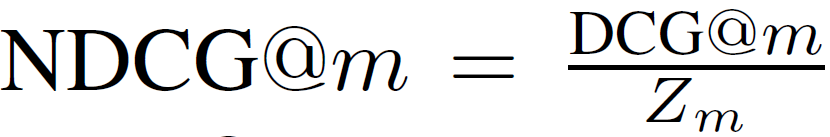 NDCG@m = DCG@m / Z_m